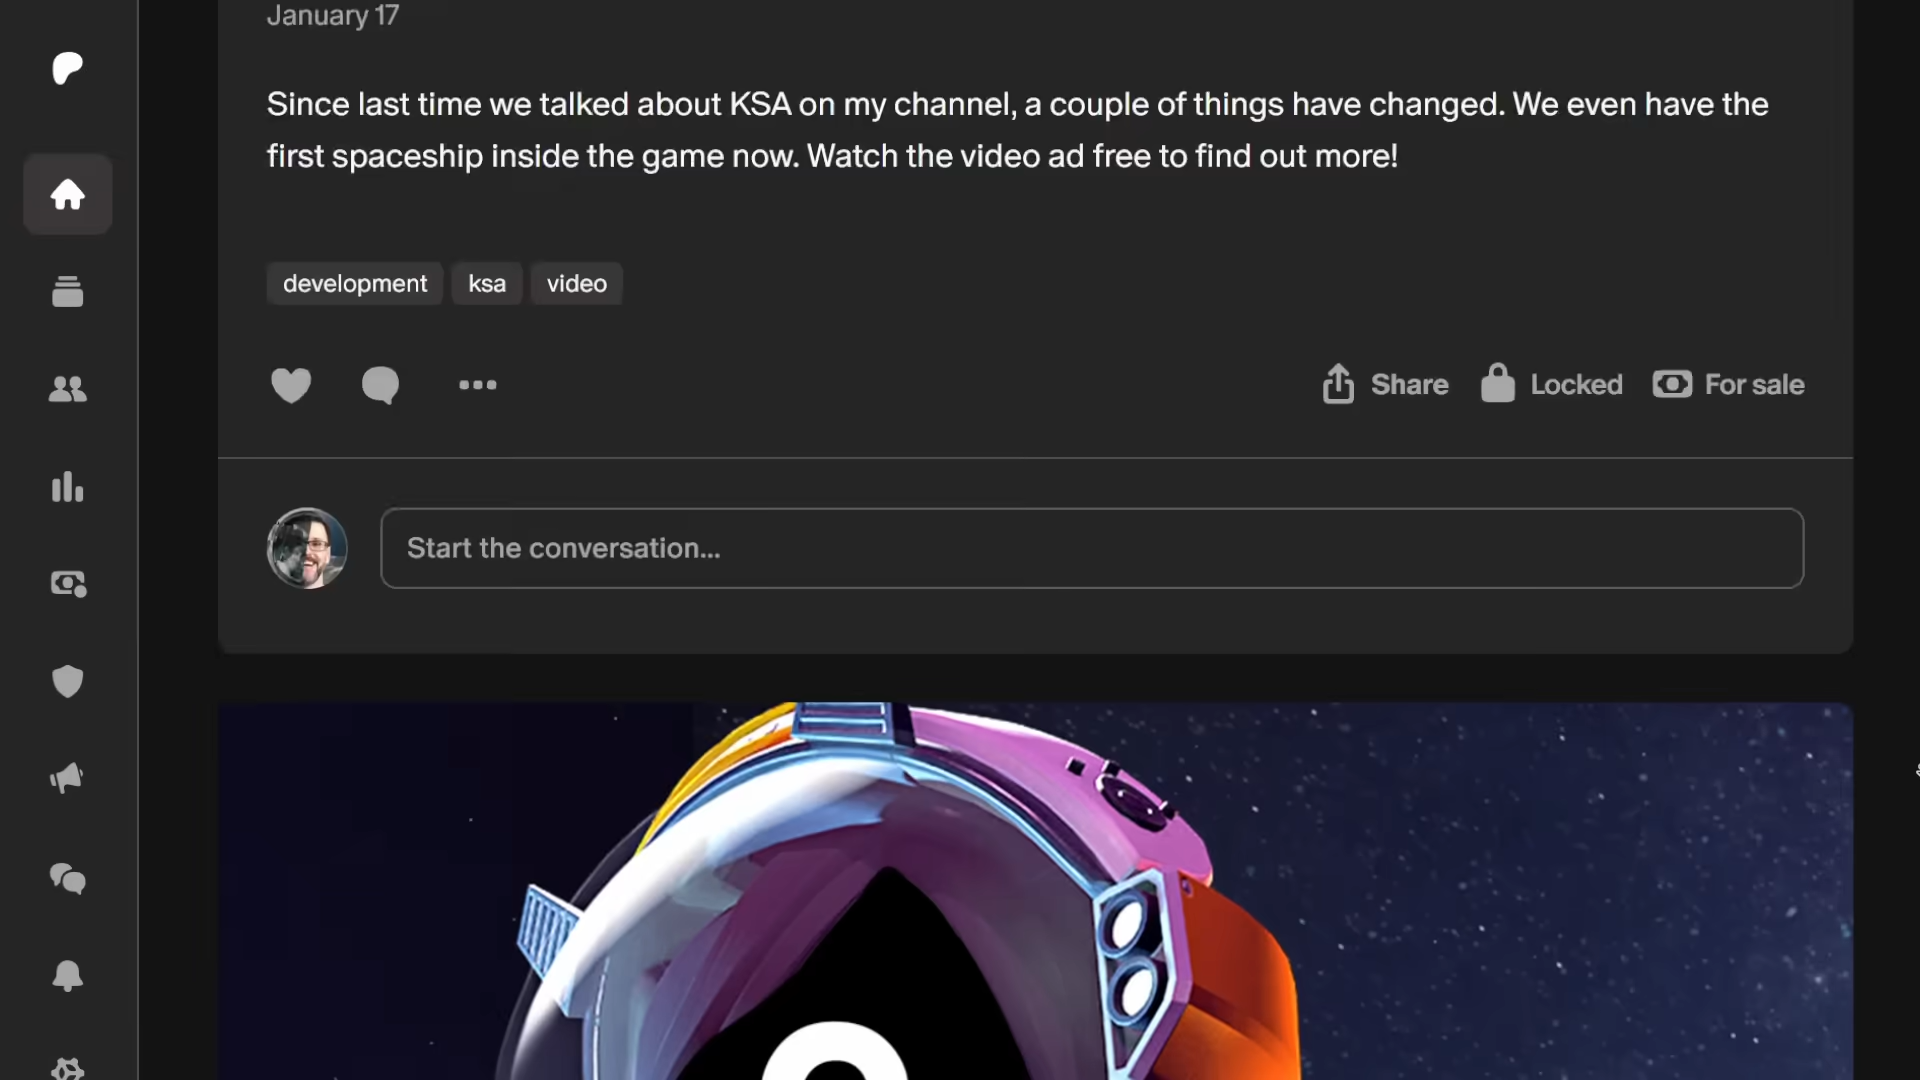 January 17
Since last time we talked about KSA on my channel, a couple of things have changed. We even have the
first spaceship inside the game now. Watch the video ad free to find out more!
development ksa video
Share Locked For sale
Start the conversation...